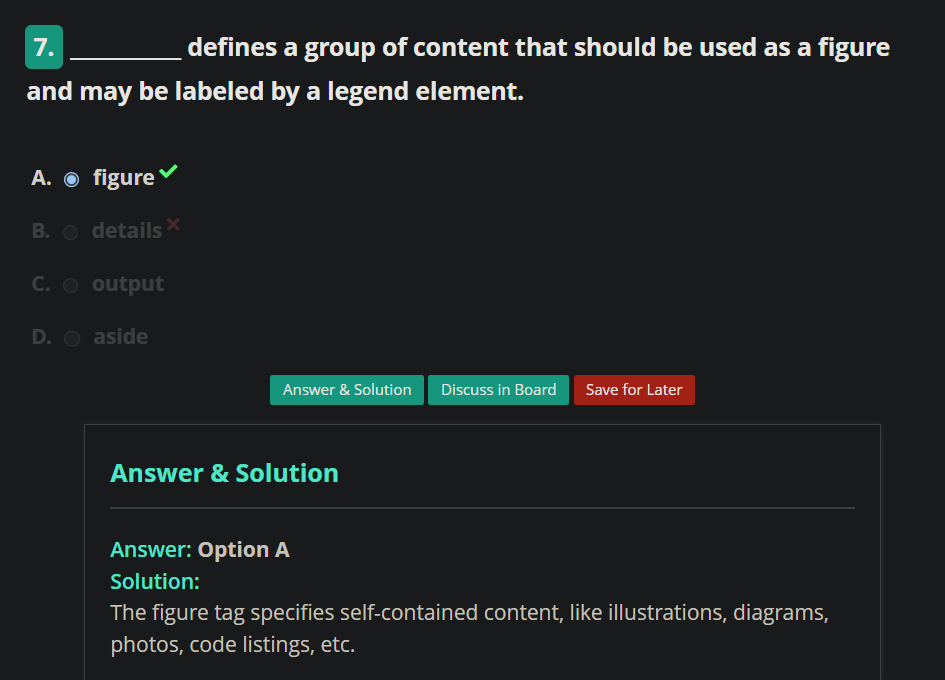 7. __________ defines a group of content that should be used as a figure
and may be labeled by a legend element.
A. figure
B. details
C. output
D. aside
Answer & Solution Discuss in Board Save for Later
Answer & Solution
Answer: Option A
Solution:
The figure tag specifies self-contained content, like illustrations, diagrams,
photos, code listings, etc.